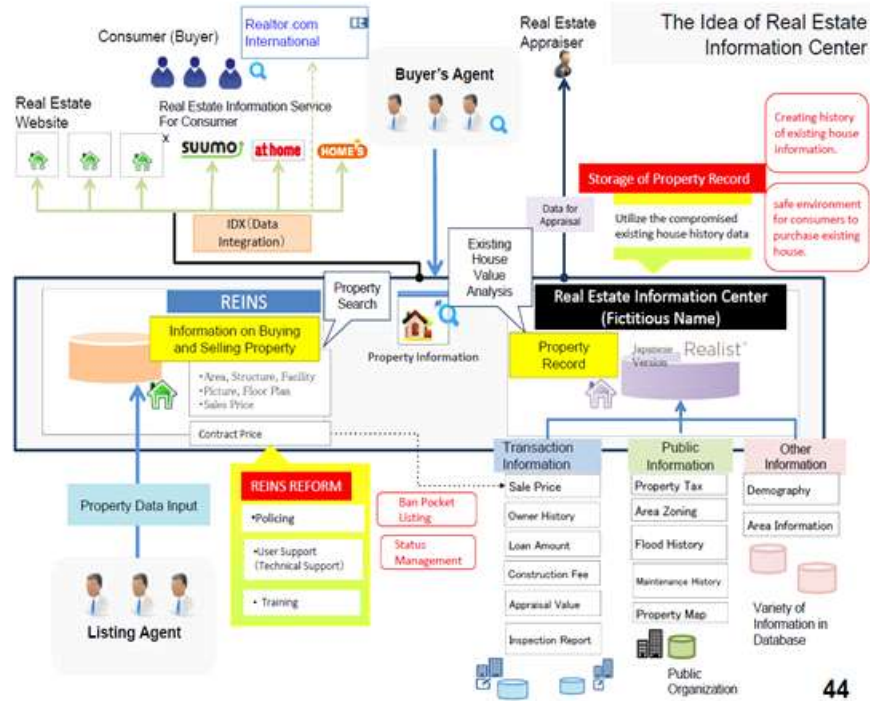 The Idea of Real Estate
Information Center
Consumer (Buyer)
Realtor.com
International
Real Estate
Appraiser
Buyer's Agent
Real Estate
Website
Real Estate Information Service
For Consumer
x
suumo
at home
HOME'S
IDX(Data
Integration)
Creating history
of existing house
information.
Storage of Property Record
Utilize the compromised
existing house history data
safe environment
for consumers to
purchase existing
house.
Data for
Appraisal
Existing
House
Value
Analysis
Property
Search
REINS
Information on Buying
and Selling Property
•Area, Structure, Facility
•Picture, Floor Plan
•Sales Price
Contract Price
Property Information
Real Estate Information Center
(Fictitious Name)
Property
Record
Japanese
Version
Realist
Property Data Input
Listing Agent
REINS REFORM
•Policing
•User Support
(Technical Support)
• Training
Ban Pocket
Listing
Status
Management
Transaction
Information
Sale Price
Owner History
Loan Amount
Construction Fee
Appraisal Value
Inspection Report
Public
Information
Property Tax
Area Zoning
Flood History
Maintenance History
Property Map
Public
Organization
Other
Information
Demography
Area Information
Variety of
Information in
Database
44